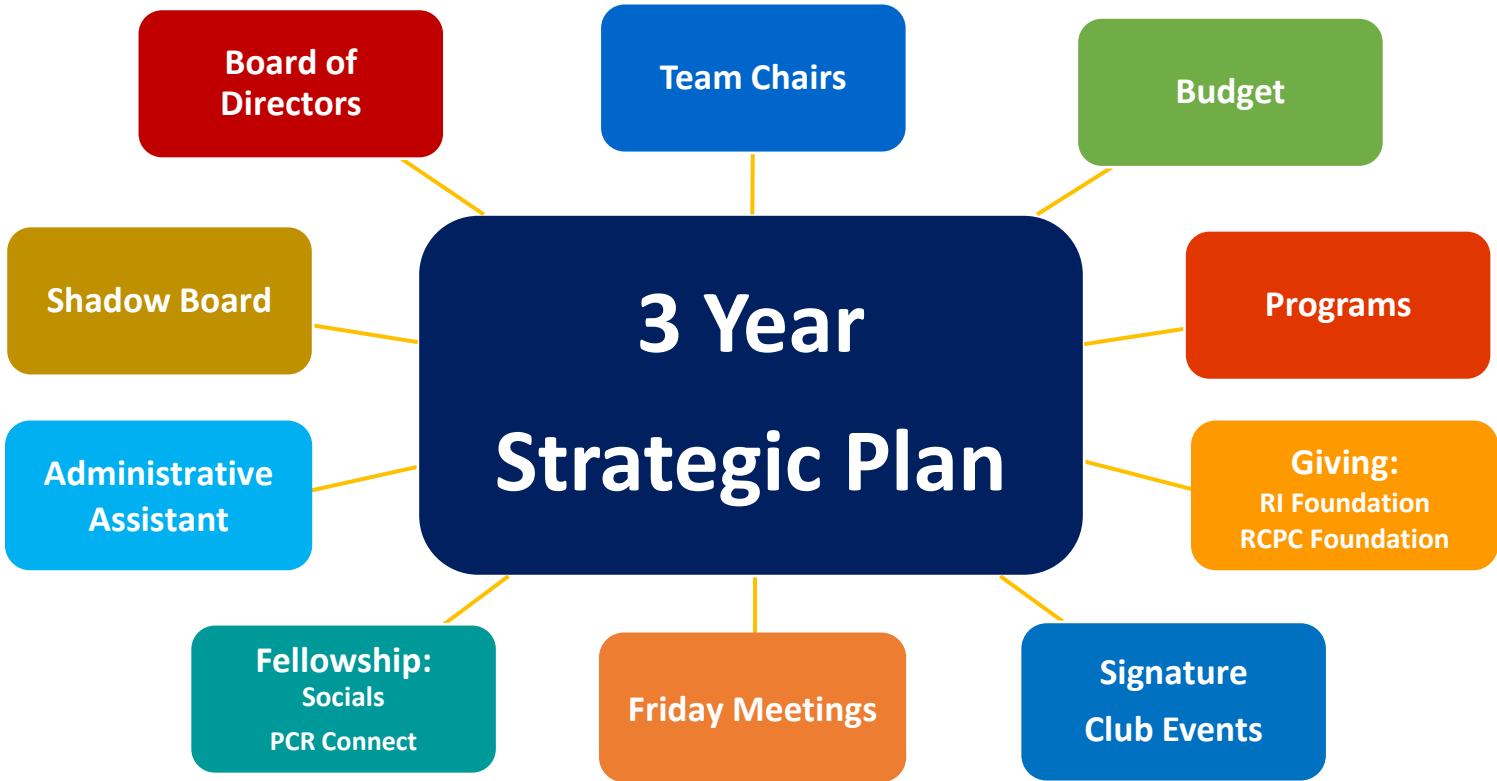 Board of
Directors
Team Chairs
Budget
Shadow Board
3 Year
Strategic Plan
Programs
Administrative
Assistant
Giving:
RI Foundation
RCPC Foundation
Fellowship:
Socials
PCR Connect
Friday Meetings
Signature
Club Events